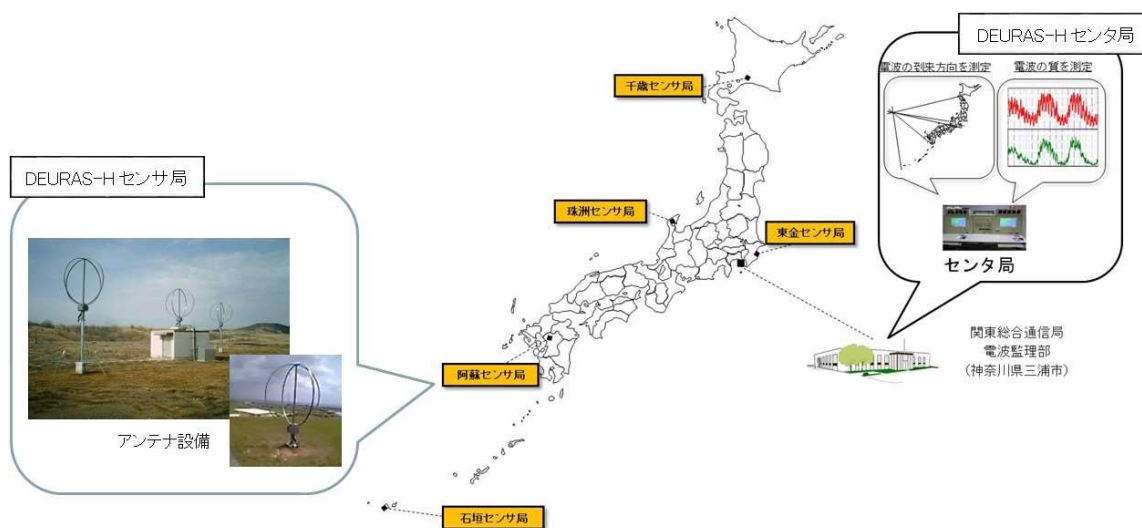 DEURAS-Hセンタ局
電波の到来方向を測定
電波の質を測定
センタ局
千歳センサ局
DEURAS-Hセンサ局
珠洲センサ局
東金センサ局
関東総合通信局
電波監理部
(神奈川県三浦市)
阿蘇センサ局
アンテナ設備
石垣センサ局